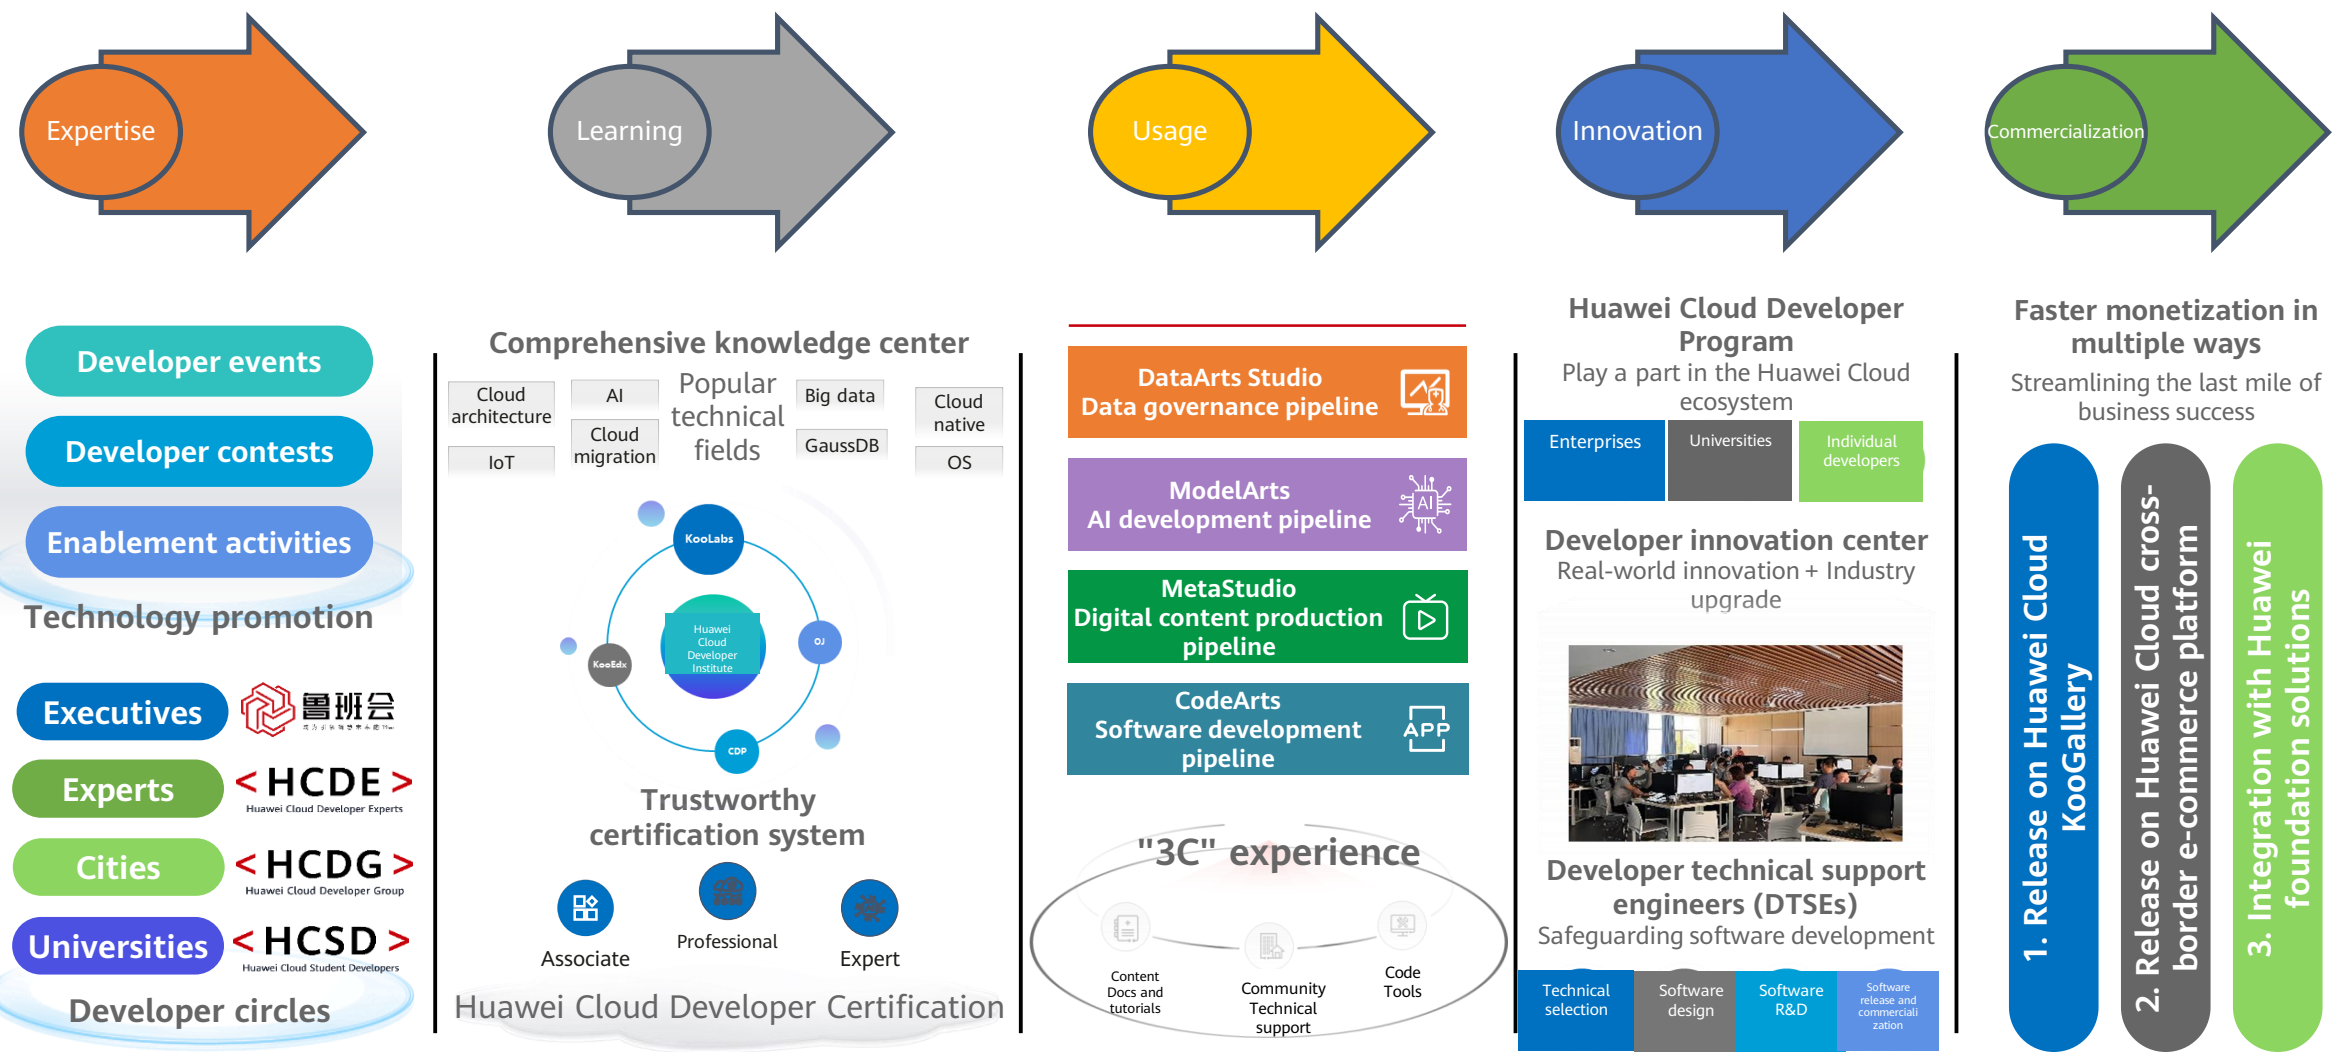 Expertise
Learning
Usage
Innovation
Commercialization
Developer events
Developer contests
Enablement activities
Technology promotion
Executives
鲁班会
Experts
< HCDE >
Huawei Cloud Developer Experts
Cities
< HCDG >
Huawei Cloud Developer Group
Universities
< HCSD >
Huawei Cloud Student Developers
Developer circles
Comprehensive knowledge center
Cloud
architecture
AI
Popular
technical
fields
Big data
Cloud
native
IoT
Cloud
migration
GaussDB
OS
KooLabs
Huawei
Cloud
Developer
Institute
OJ
KooEdx
CDP
Trustworthy
certification system
Associate
Professional
Expert
Huawei Cloud Developer Certification
DataArts Studio
Data governance pipeline
ModelArts
AI development pipeline
AI
MetaStudio
Digital content production
pipeline
CodeArts
Software development
pipeline
APP
"3C" experience
Content
Docs and
tutorials
Community
Technical
support
Code
Tools
Huawei Cloud Developer
Program
Play a part in the Huawei Cloud
ecosystem
Enterprises
Universities
Individual
developers
Developer innovation center
Real-world innovation + Industry
upgrade
Developer technical support
engineers (DTSEs)
Safeguarding software development
Technical
selection
Software
design
Software
R&D
Software
release and
commerciali
zation
Faster monetization in
multiple ways
Streamlining the last mile of
business success
1. Release on Huawei Cloud
KooGallery
2. Release on Huawei Cloud cross-
border e-commerce platform
3. Integration with Huawei
foundation solutions